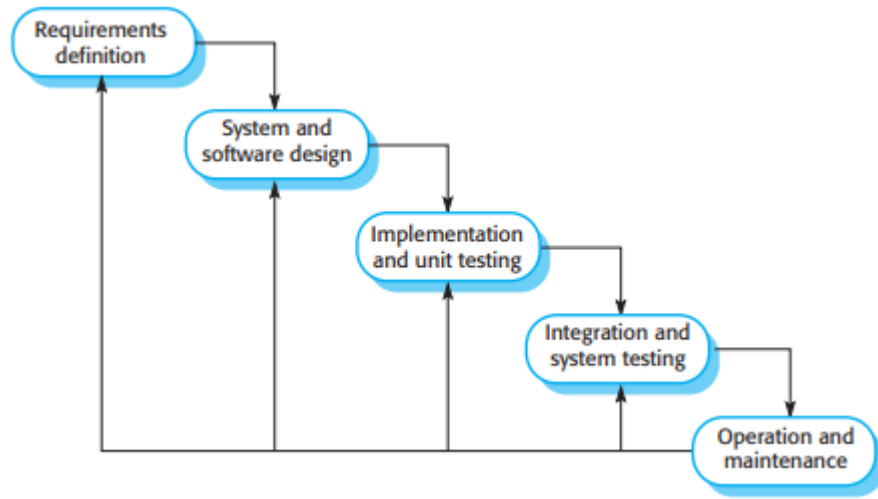 Requirements
definition
System and
software design
Implementation
and unit testing
Integration and
system testing
Operation and
maintenance